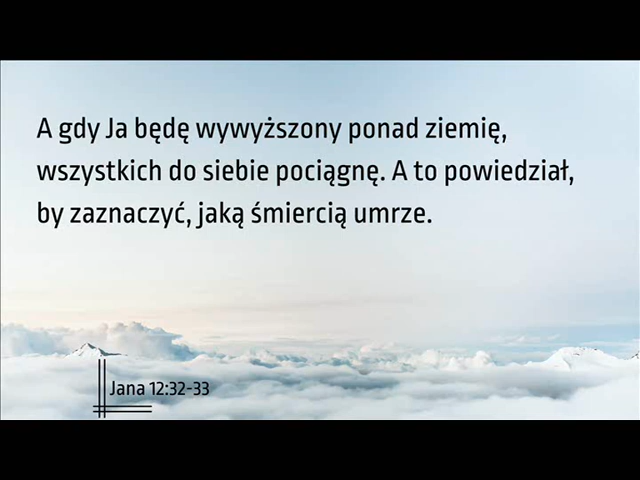 A gdy Ja będę wywyższony ponad ziemię,
wszystkich do siebie pociągnę. A to powiedział,
by zaznaczyć, jaką śmiercią umrze.
Jana 12:32-33